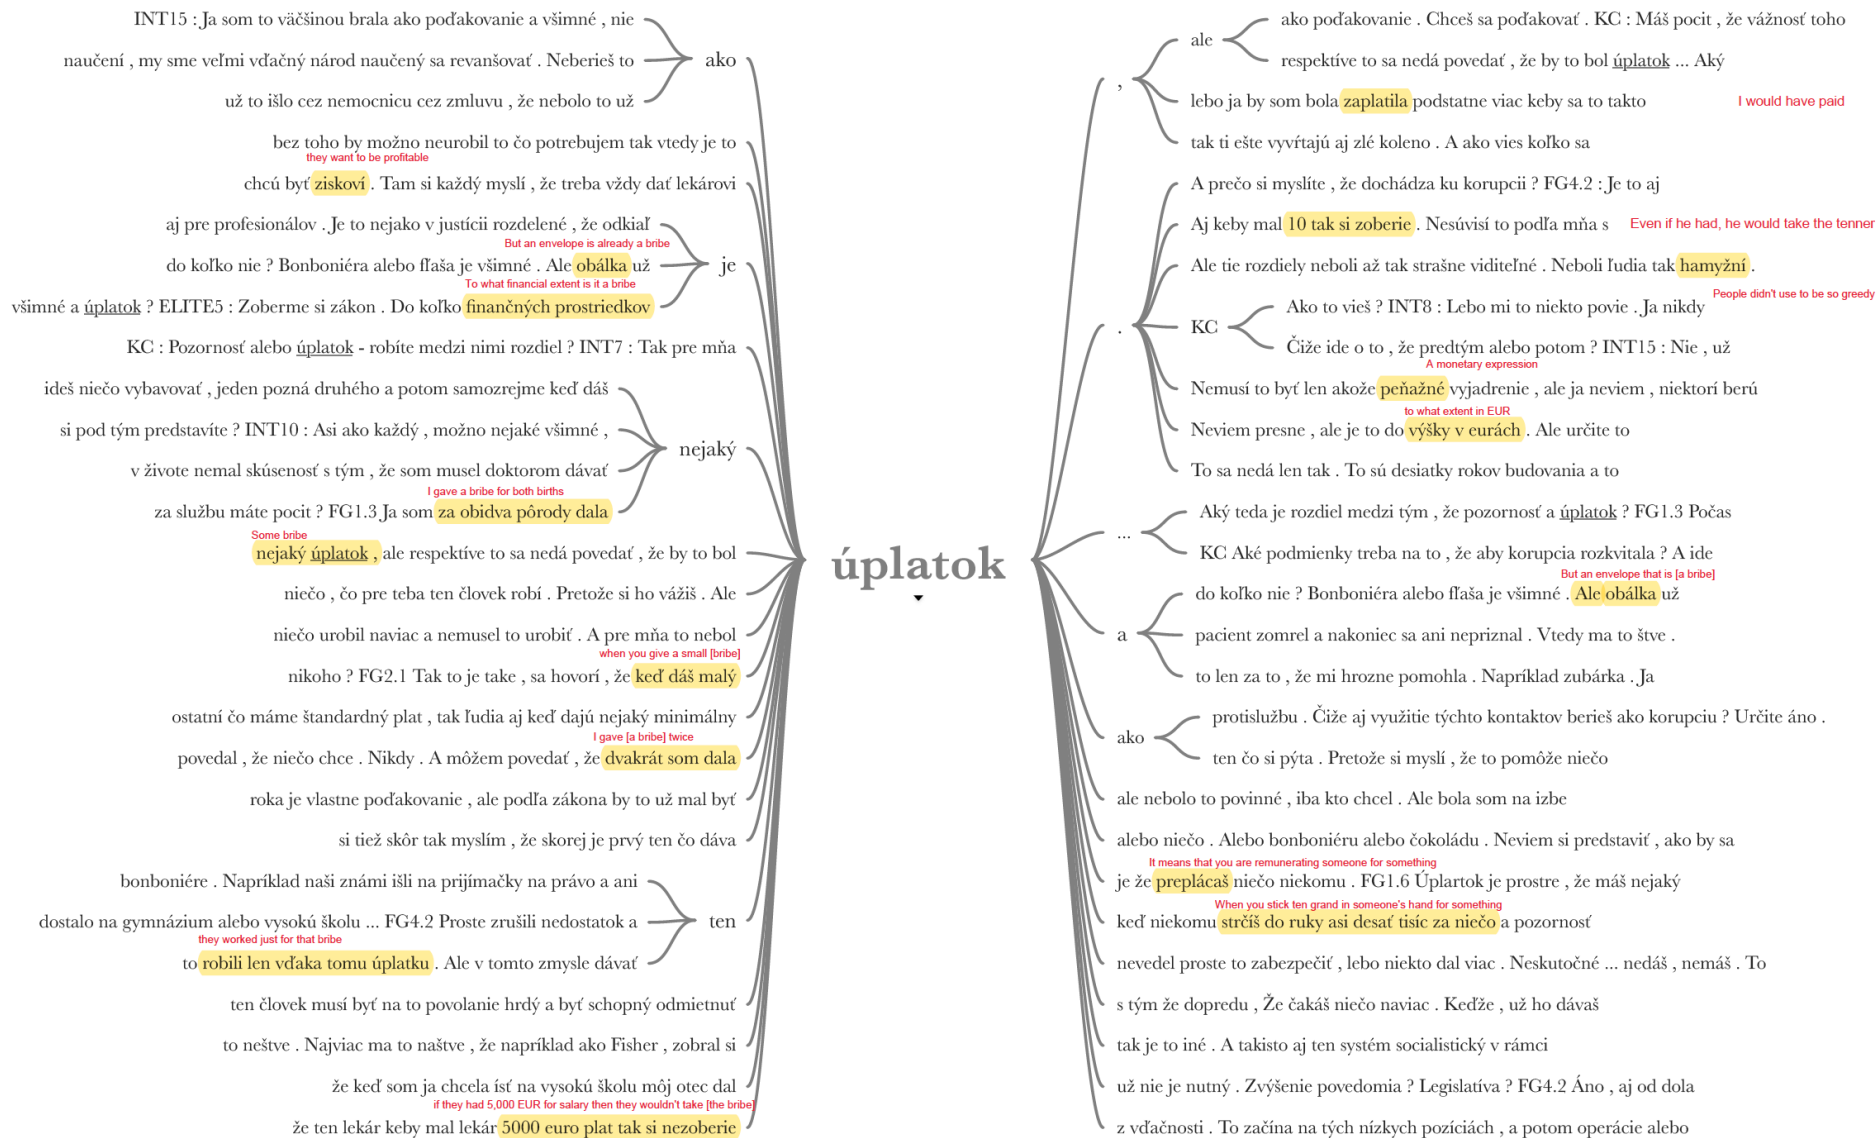 INT15 : Ja som to väčšinou brala ako poďakovanie a všimné , nie
naučení , my sme veľmi vďačný národ naučený sa revanšovať . Neberieš to
ako
už to išlo cez nemocnicu cez zmluvu , že nebolo to už
bez toho by možno neurobil to čo potrebujem tak vtedy je to
they want to be profitable
chcú byť ziskoví . Tam si každý myslí , že treba vždy dať lekárovi
aj pre profesionálov . Je to nejako v justícii rozdelené , že odkiaľ
But an envelope is already a bribe
do koľko nie ? Bonboniéra alebo fľaša je všimné . Ale obálka už
je
To what financial extent is it a bribe
všimné a úplatok ? ELITE5 : Zoberme si zákon . Do koľko finančných prostriedkov
KC : Pozornosť alebo úplatok - robíte medzi nimi rozdiel ? INT7 : Tak pre mňa
ideš niečo vybavovať , jeden pozná druhého a potom samozrejme keď dáš
si pod tým predstavíte ? INT10 : Asi ako každý , možno nejaké všimné ,
nejaký
v živote nemal skúsenosť s tým , že som musel doktorom dávať
I gave a bribe for both births
za službu máte pocit ? FG1.3 Ja som za obidva pôrody dala
Some bribe
nejaký úplatok , ale respektíve to sa nedá povedať , že by to bol
niečo , čo pre teba ten človek robí . Pretože si ho vážiš . Ale
niečo urobil naviac a nemusel to urobiť . A pre mňa to nebol
when you give a small [bribe]
nikoho ? FG2.1 Tak to je take , sa hovorí , že keď dáš malý
ostatní čo máme štandardný plat , tak ľudia aj keď dajú nejaký minimálny
I gave [a bribe] twice
povedal , že niečo chce . Nikdy . A môžem povedať , že dvakrát som dala
roka je vlastne poďakovanie , ale podľa zákona by to už mal byť
si tiež skôr tak myslím , že skorej je prvý ten čo dáva
bonboniére . Napríklad naši známi išli na prijímačky na právo a ani
dostalo na gymnázium alebo vysokú školu ... FG4.2 Proste zrušili nedostatok a
ten
they worked just for that bribe
to robili len vďaka tomu úplatku . Ale v tomto zmysle dávať
ten človek musí byť na to povolanie hrdý a byť schopný odmietnuť
to neštve . Najviac ma to naštve , že napríklad ako Fisher , zobral si
že keď som ja chcela ísť na vysokú školu môj otec dal
if they had 5,000 EUR for salary then they wouldn't take [the bribe]
že ten lekár keby mal lekár 5000 euro plat tak si nezoberie
úplatok
,
ale
ako poďakovanie . Chceš sa poďakovať . KC : Máš pocit , že vážnosť toho
respektíve to sa nedá povedať , že by to bol úplatok ... Aký
lebo ja by som bola zaplatila podstatne viac keby sa to takto
I would have paid
tak ti ešte vyvŕtajú aj zlé koleno . A ako vies koľko sa
.
A prečo si myslíte , že dochádza ku korupcii ? FG4.2 : Je to aj
Aj keby mal 10 tak si zoberie . Nesúvisí to podľa mňa s
Even if he had, he would take the tenner
Ale tie rozdiely neboli až tak strašne viditeľné . Neboli ľudia tak hamyžní .
People didn't use to be so greedy
KC
Ako to vieš ? INT8 : Lebo mi to niekto povie . Ja nikdy
Čiže ide o to , že predtým alebo potom ? INT15 : Nie , už
A monetary expression
Nemusí to byť len akože peňažné vyjadrenie , ale ja neviem , niektorí berú
to what extent in EUR
Neviem presne , ale je to do výšky v eurách . Ale určite to
To sa nedá len tak . To sú desiatky rokov budovania a to
...
Aký teda je rozdiel medzi tým , že pozornosť a úplatok ? FG1.3 Počas
KC Aké podmienky treba na to , že aby korupcia rozkvitala ? A ide
But an envelope that is [a bribe]
do koľko nie ? Bonboniéra alebo fľaša je všimné . Ale obálka už
a
pacient zomrel a nakoniec sa ani nepriznal . Vtedy ma to štve .
to len za to , že mi hrozne pomohla . Napríklad zubárka . Ja
ako
protislužbu . Čiže aj využitie týchto kontaktov berieš ako korupciu ? Určite áno .
ten čo si pýta . Pretože si myslí , že to pomôže niečo
ale nebolo to povinné , iba kto chcel . Ale bola som na izbe
alebo niečo . Alebo bonboniéru alebo čokoládu . Neviem si predstaviť , ako by sa
It means that you are remunerating someone for something
je že preplácaš niečo niekomu . FG1.6 Úplartok je prostre , že máš nejaký
When you stick ten grand in someone's hand for something
keď niekomu strčíš do ruky asi desať tisíc za niečo a pozornosť
nevedel proste to zabezpečiť , lebo niekto dal viac . Neskutočné ... nedáš , nemáš . To
s tým že dopredu , Že čakáš niečo naviac . Keďže , už ho dávaš
tak je to iné . A takisto aj ten systém socialistický v rámci
už nie je nutný . Zvýšenie povedomia ? Legislatíva ? FG4.2 Áno , aj od dola
z vďačnosti . To začína na tých nízkych pozíciách , a potom operácie alebo